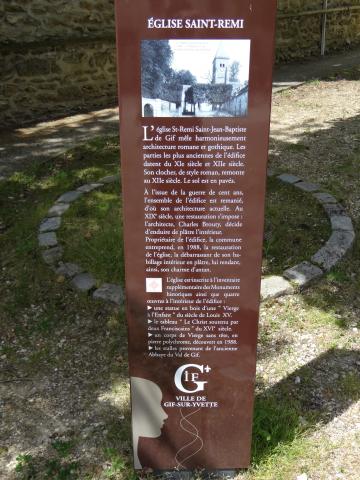 ÉGLISE SAINT-REMI
L'église St-Remi Saint-Jean-Baptiste
de Gif mêle harmonieusement
architecture romane et gothique. Les
parties les plus anciennes de l'édifice
datent du XIe siècle et XIIe siècle.
Son clocher, de style roman, remonte
au XIIe siècle. Le sol est en pavés.
À l'issue de la guerre de cent ans,
l'ensemble de l'édifice est remanié,
d'où son architecture actuelle. Au
XIXe siècle, une restauration s'impose :
l'architecte, Charles Brouty, décide
d'enduire de plâtre l'intérieur.
Propriétaire de l'édifice, la commune
entreprend, en 1988, la restauration
de l'église, la débarrassant de son ba-
billage intérieur en plâtre, lui rendant,
ainsi, son charme d'antan.
L'église est inscrite à l'inventaire
supplémentaire des Monuments
historiques ainsi que quatre
œuvres à l'intérieur de l'édifice :
► une statue en bois d'une " Vierge
à l'Enfant " du siècle de Louis XV.
► le tableau " Le Christ soutenu par
deux Franciscains " du XVIe siècle.
► un corps de Vierge sans tête, en
pierre polychrome, découvert en 1988.
► les stalles provenant de l'ancienne
Abbaye du Val de Gif.
GIF
VILLE DE
GIF-SUR-YVETTE